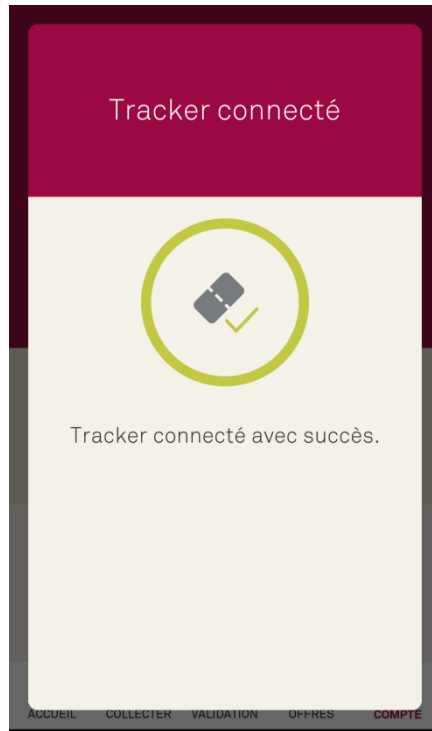 Tracker connecté
Tracker connecté avec succès.
ACCUEIL COLLECTER VALIDATION OFFRES COMPTE